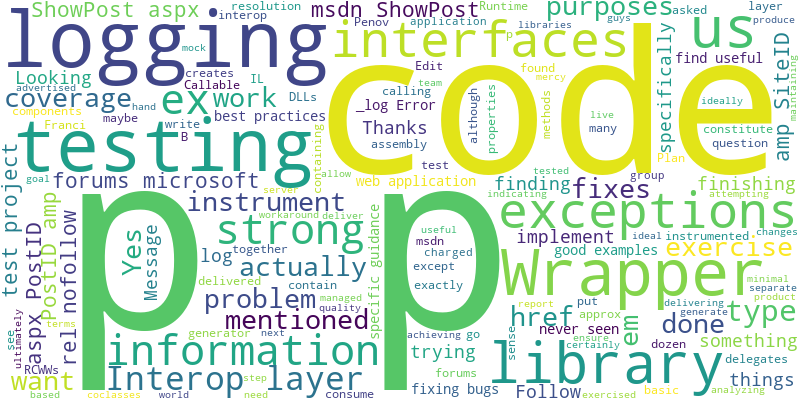 ShowPost aspx
interop
msdn ShowPost
resolution
Penov
application
purposes
Runtime
libraries
guys
asked
layer
produce
logging
interfaces
us
mock
creates
IL
p
found
mercy
find useful
Looking
Callable
Edit
team
advertised
hand
DLLs
coverage
ex
work
calling
_log Error
although
properties
methods
specifically
live
ideally
amp SiteID
maintaining
components
maybe
write
best practices
Thanks
many
constitute
Franci
B
assembly
code
question
testing
containing
test
tested
Plan
test project
goal
forums microsoft
allow
web application
finding
fixes
group
finishing
server
indicating
attempting
instrument
workaround
deliver
useful
exceptions
aspx PostID
PostID amp
rel nofollow
Yes
Message
strong
msdn
charged
implement
ideal
instrumented
changes
log
together
specific guidance
except
good examples
exercise
delivered
contain
exactly
Wrapper
workaround
actually
managed
problem
quality
report
put
href
em
delivering
separate
product
minimal
type
generator
next
mentioned
achieving
go
approx
generate
done
see
ultimately
terms
never seen
ensure
certainly
dozen
something
information
trying
sense
delegates
RCWWs
step
forums
library
want
Interop layer
consume
fixing bugs
Follow
basic
things
based
coclasses
world
need
exercised
analyzing
pp